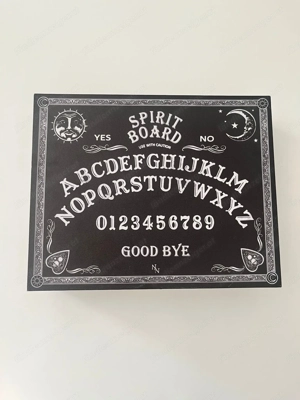 SPIRIT
BOARD
USE WITH CAUTION
YES
NO
ABCDEFGHIJKLM
NOPQRSTUVWXYZ
0123456789
GOOD BYE